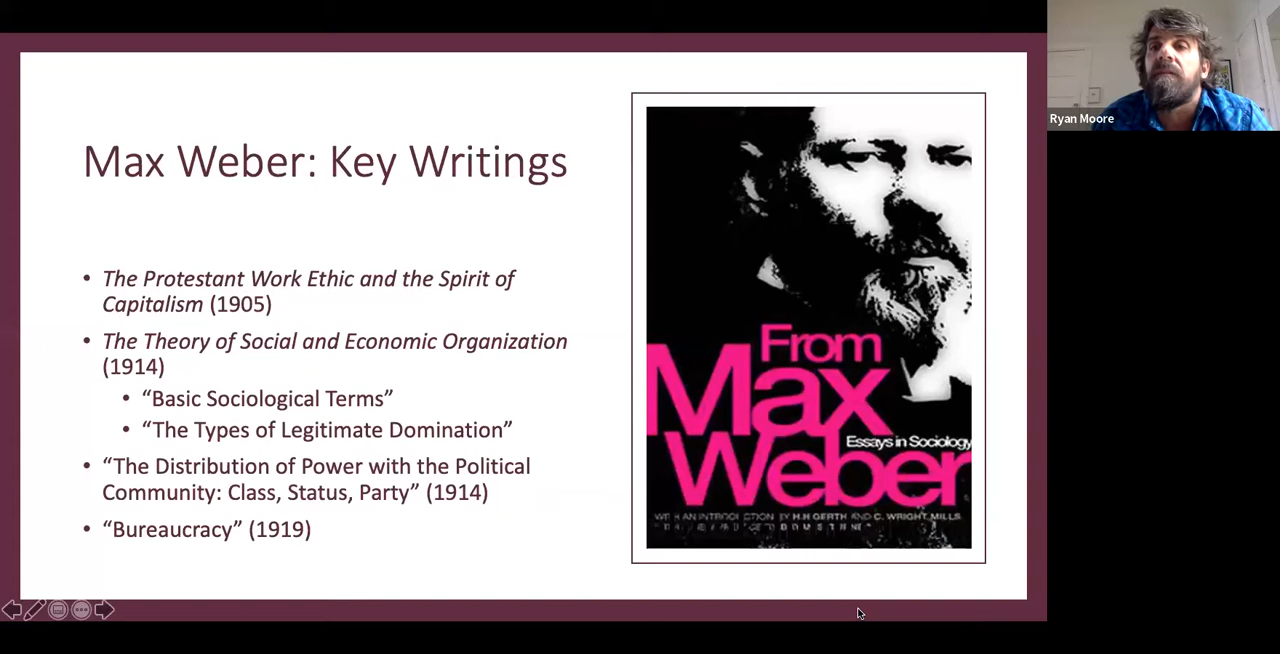 Max Weber: Key Writings
• The Protestant Work Ethic and the Spirit of
Capitalism (1905)
• The Theory of Social and Economic Organization
(1914)
• “Basic Sociological Terms”
• “The Types of Legitimate Domination”
• “The Distribution of Power with the Political
Community: Class, Status, Party” (1914)
• “Bureaucracy” (1919)
From
Max
Essays in Sociology
Weber
WITH AN INTRODUCTION BY H.H GERTH AND C. WRIGHT MILLS
Ryan Moore